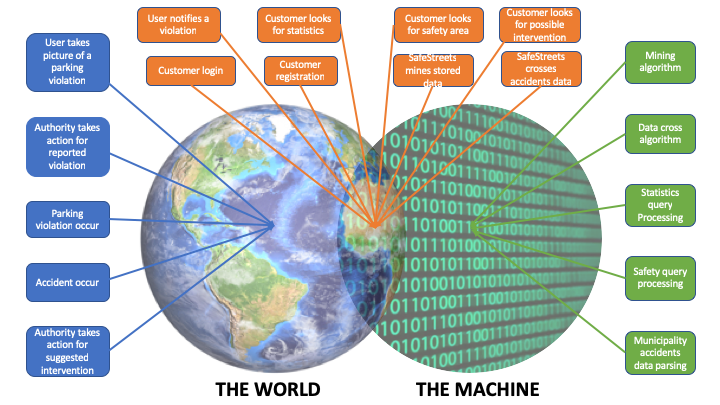 User notifies a
violation
Customer looks
for statistics
Customer looks
for safety area
Customer looks
for possible
intervention
Customer login
Customer
registration
SafeStreets
mines stored
data
SafeStreets
crosses
accidents data
User takes
picture of a
parking
violation
Authority takes
action for
reported
violation
Parking
violation occur
Accident occur
Authority takes
action for
suggested
intervention
Mining
algorithm
Data cross
algorithm
Statistics
query
Processing
Safety query
processing
Municipality
accidents
data parsing
THE WORLD
THE MACHINE